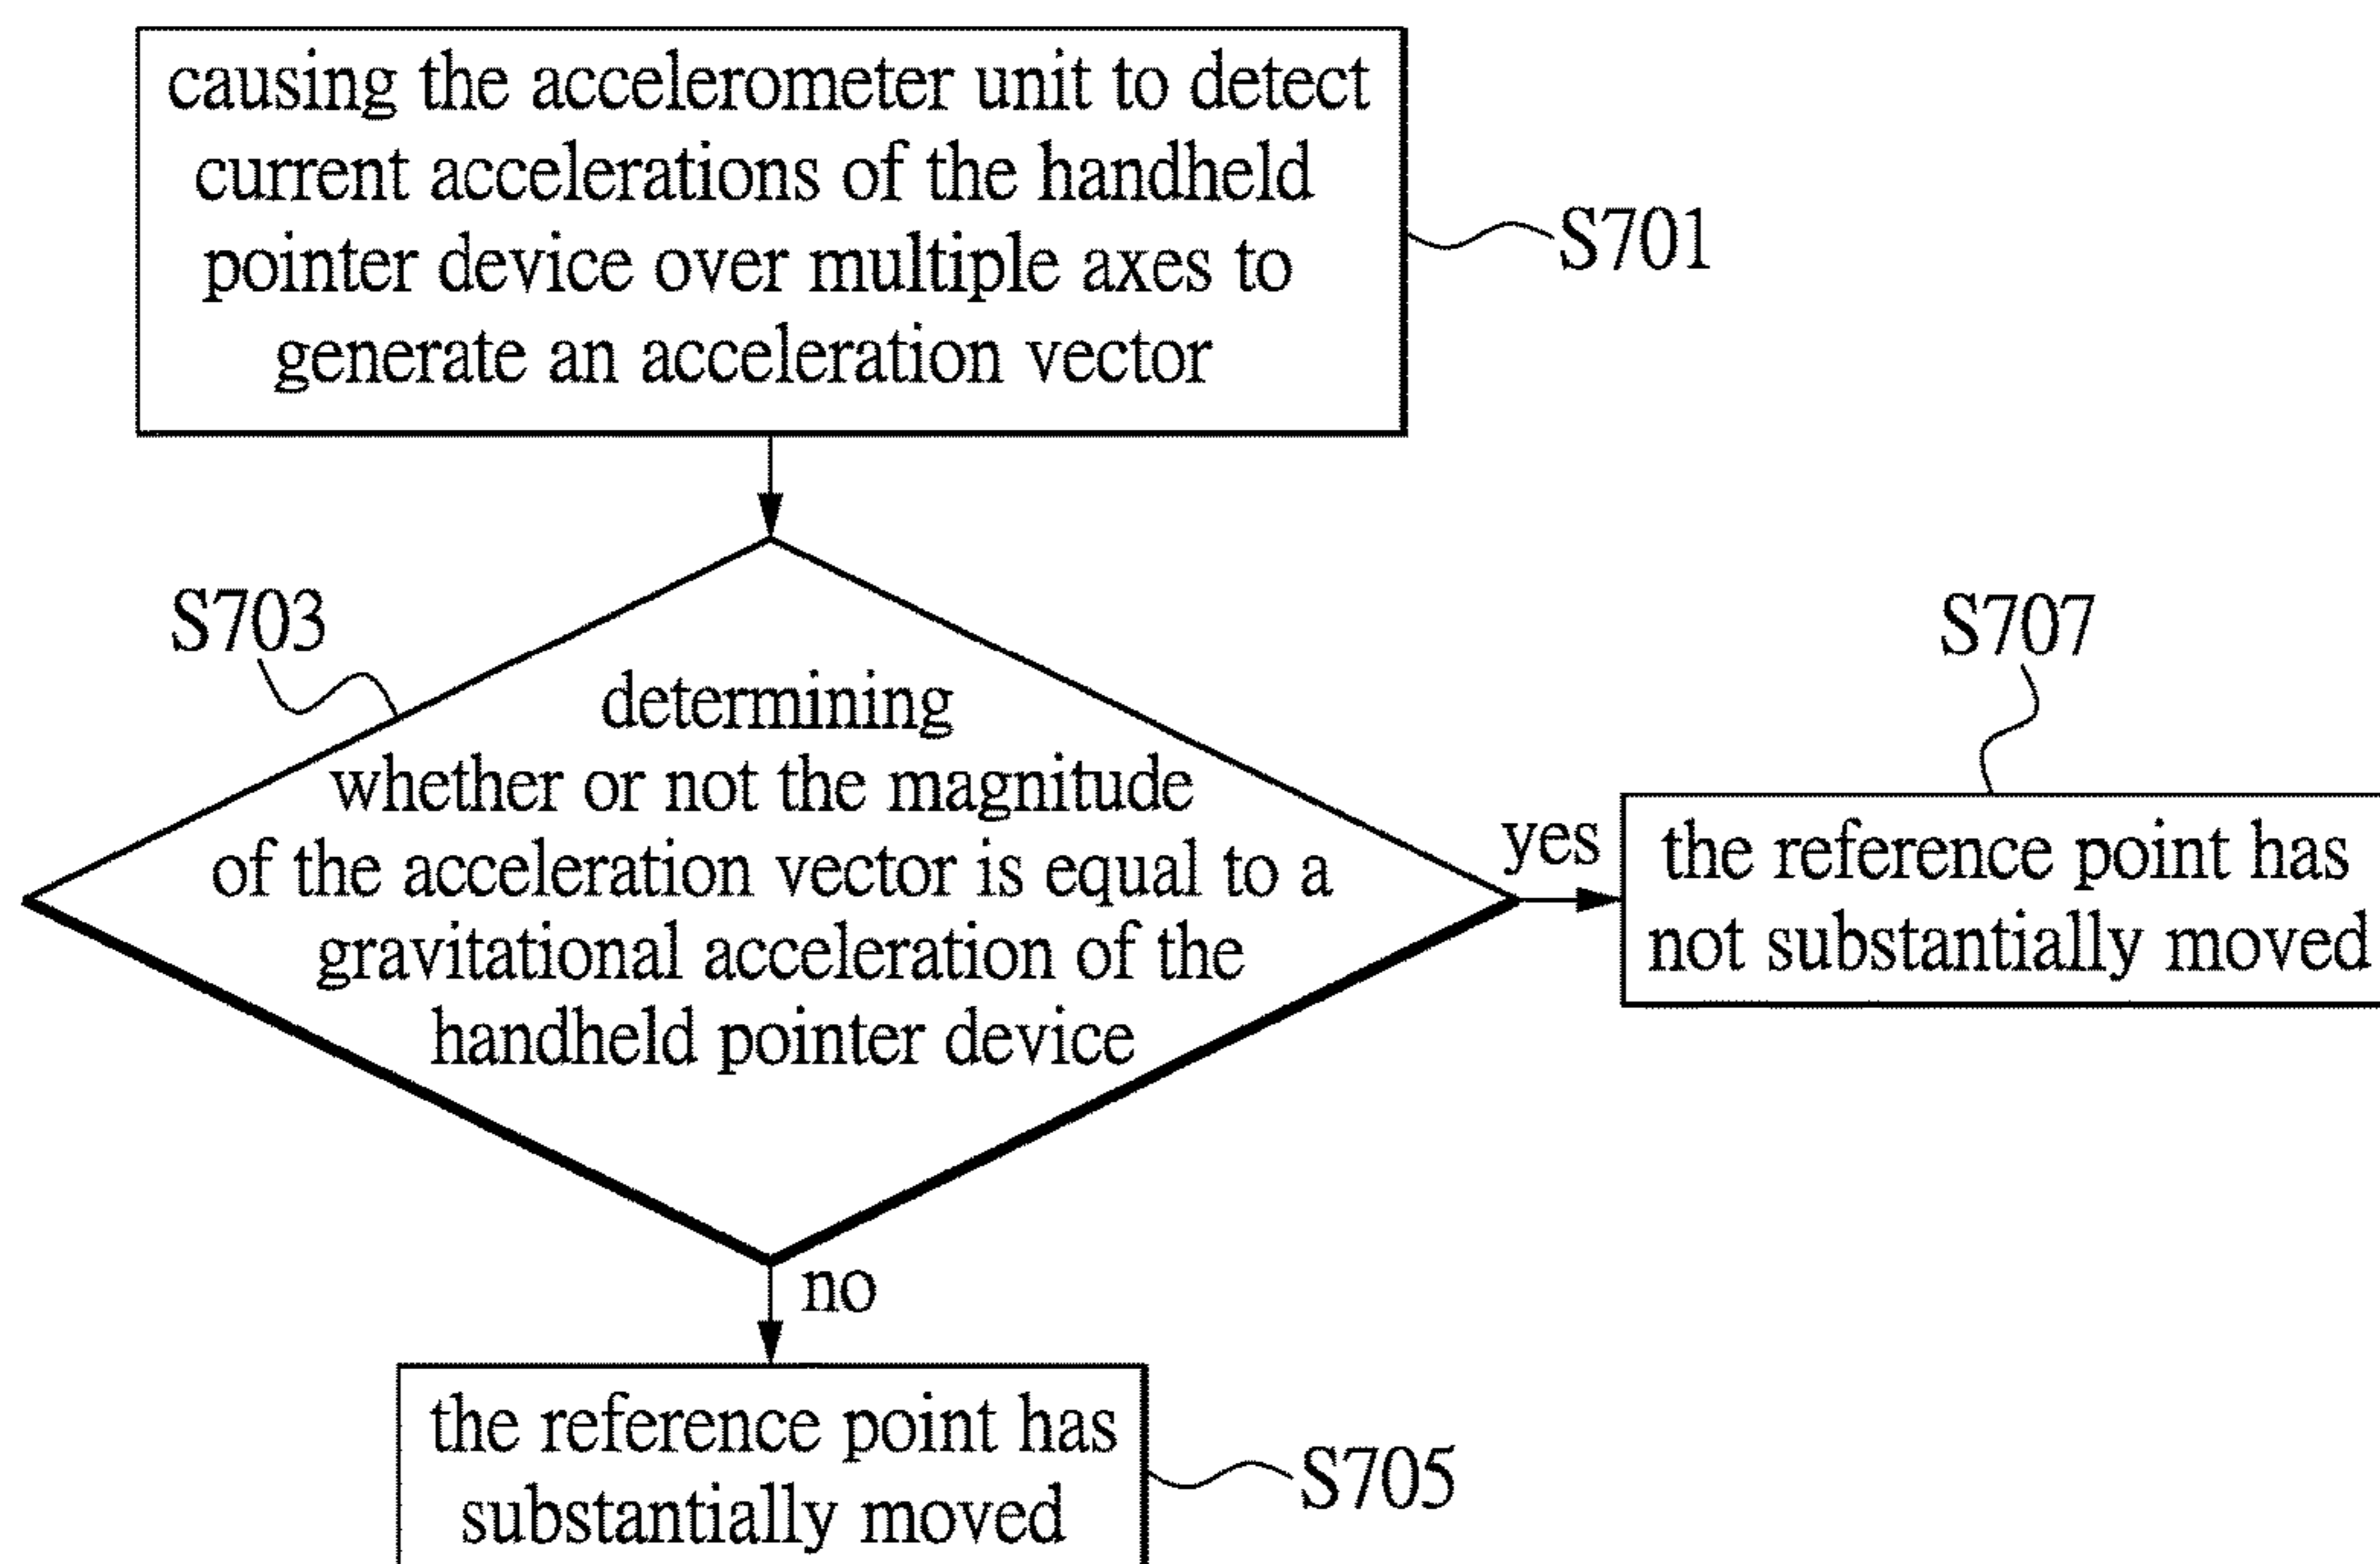 causing the accelerometer unit to detect
current accelerations of the handheld
pointer device over multiple axes to
generate an acceleration vector
S701
S703
determining
whether or not the magnitude
of the acceleration vector is equal to a
gravitational acceleration of the
handheld pointer device
yes
S707
the reference point has
not substantially moved
no
the reference point has
substantially moved
S705